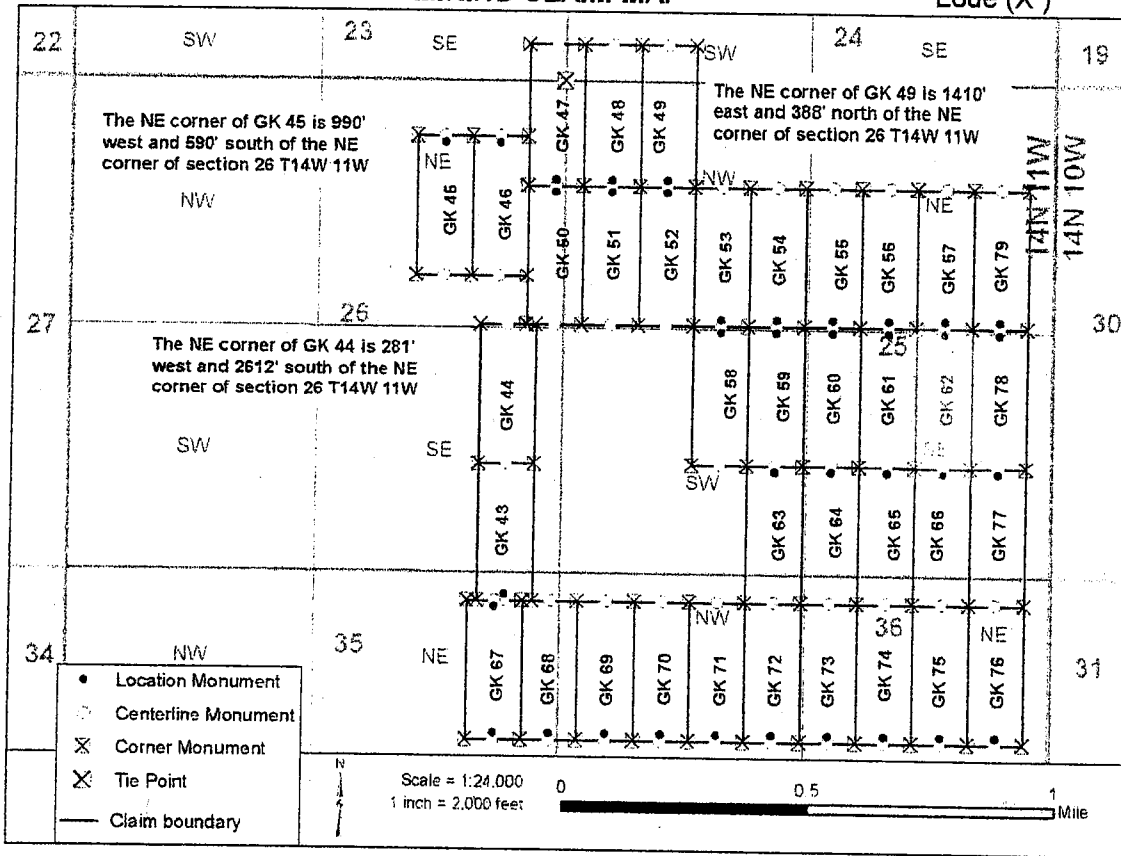 Lode (X )
22
SW
23
SE
SW
24
SE
19
The NE corner of GK 45 is 990'
west and 590' south of the NE
corner of section 26 T14W 11W
The NE corner of GK 49 is 1410'
east and 388' north of the NE
corner of section 26 T14W 11W
GK 47
GK 48
GK 49
14N 11W
14N 10W
NE
NW
NW
NE
GK 45
GK 46
GK 50
GK 51
GK 52
GK 53
GK 54
GK 55
GK 56
GK 57
GK 79
27
26
25
30
The NE corner of GK 44 is 281'
west and 2612' south of the NE
corner of section 26 T14W 11W
GK 44
GK 58
GK 59
GK 60
GK 61
GK 62
GK 78
SW
SE
SW
SE
GK 43
GK 63
GK 64
GK 65
GK 66
GK 77
34
NW
35
NE
NW
36
NE
31
GK 67
GK 68
GK 69
GK 70
GK 71
GK 72
GK 73
GK 74
GK 75
GK 76
Location Monument
Centerline Monument
Corner Monument
Tie Point
Claim boundary
N
Scale = 1:24,000
1 inch = 2,000 feet
0
0.5
1
Mile